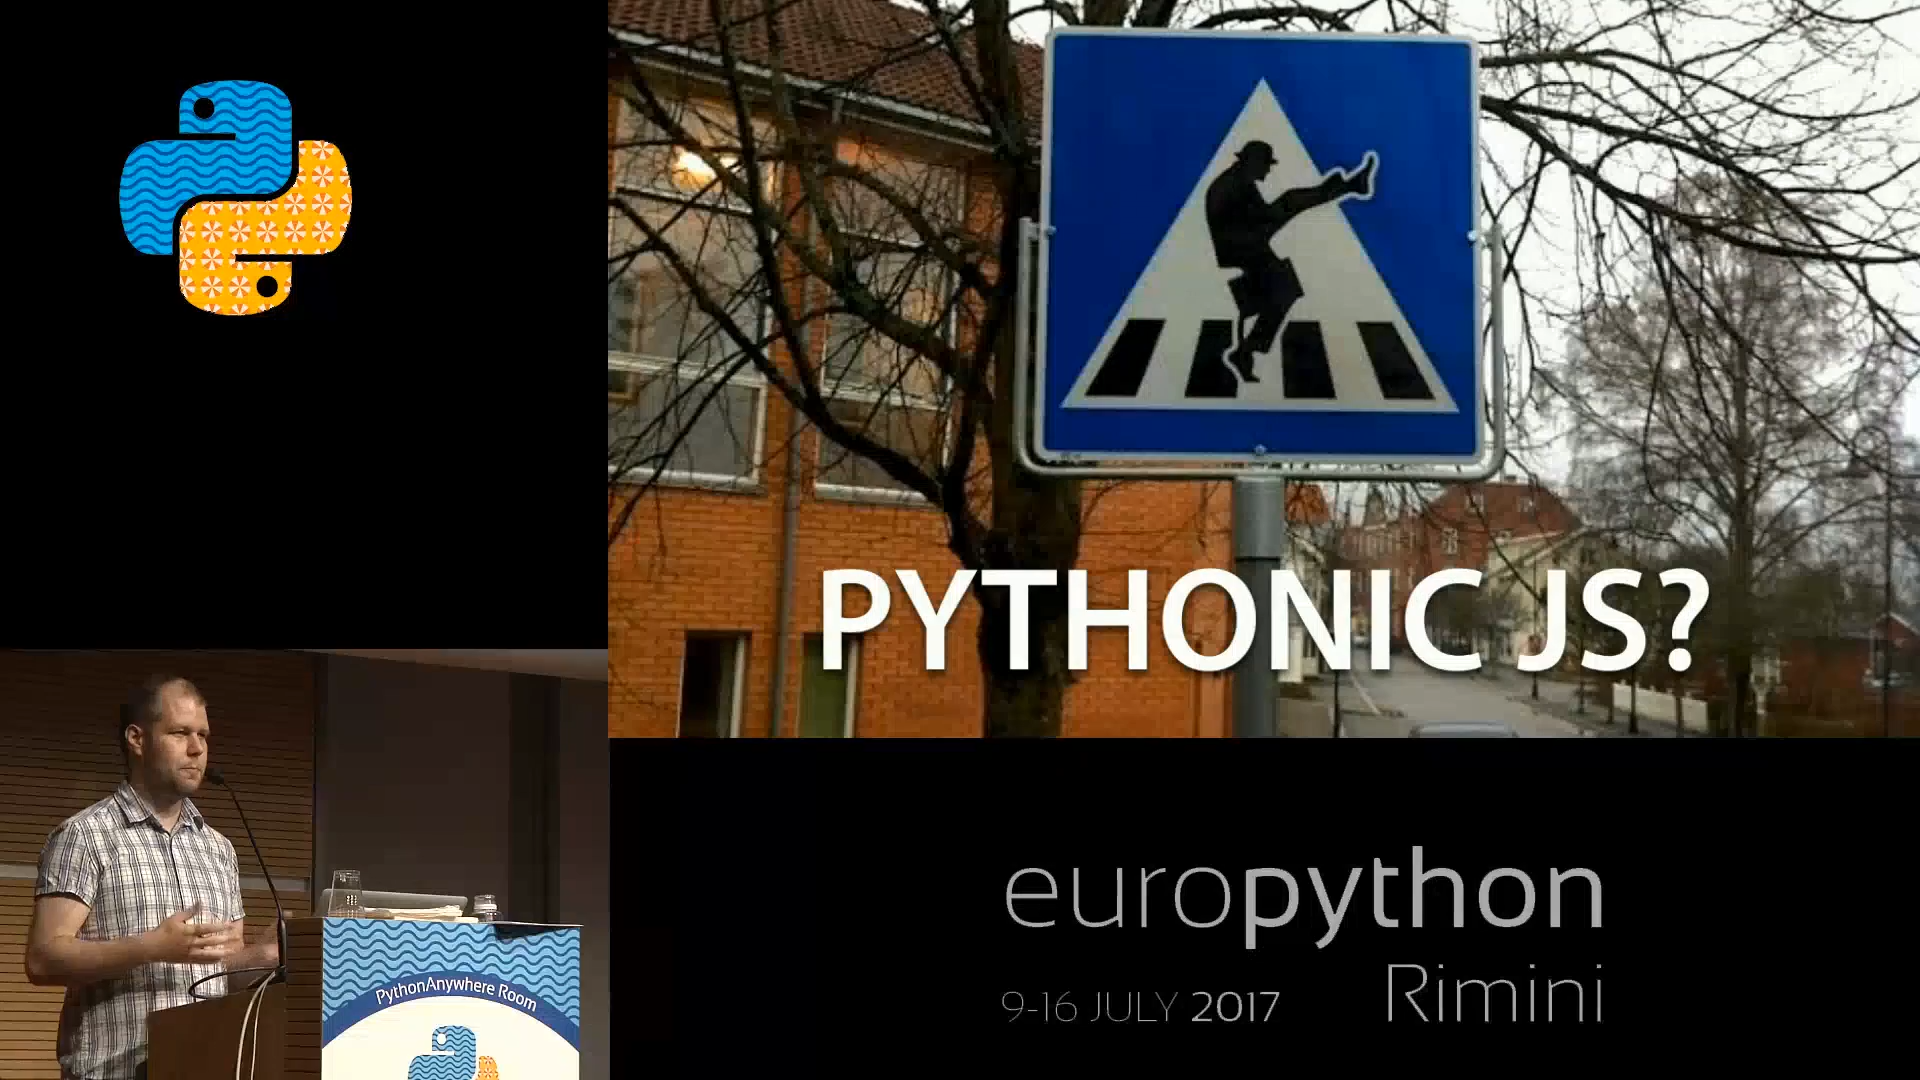 PYTHONIC JS?
europython
9-16 JULY 2017
Rimini
PythonAnywhere Room